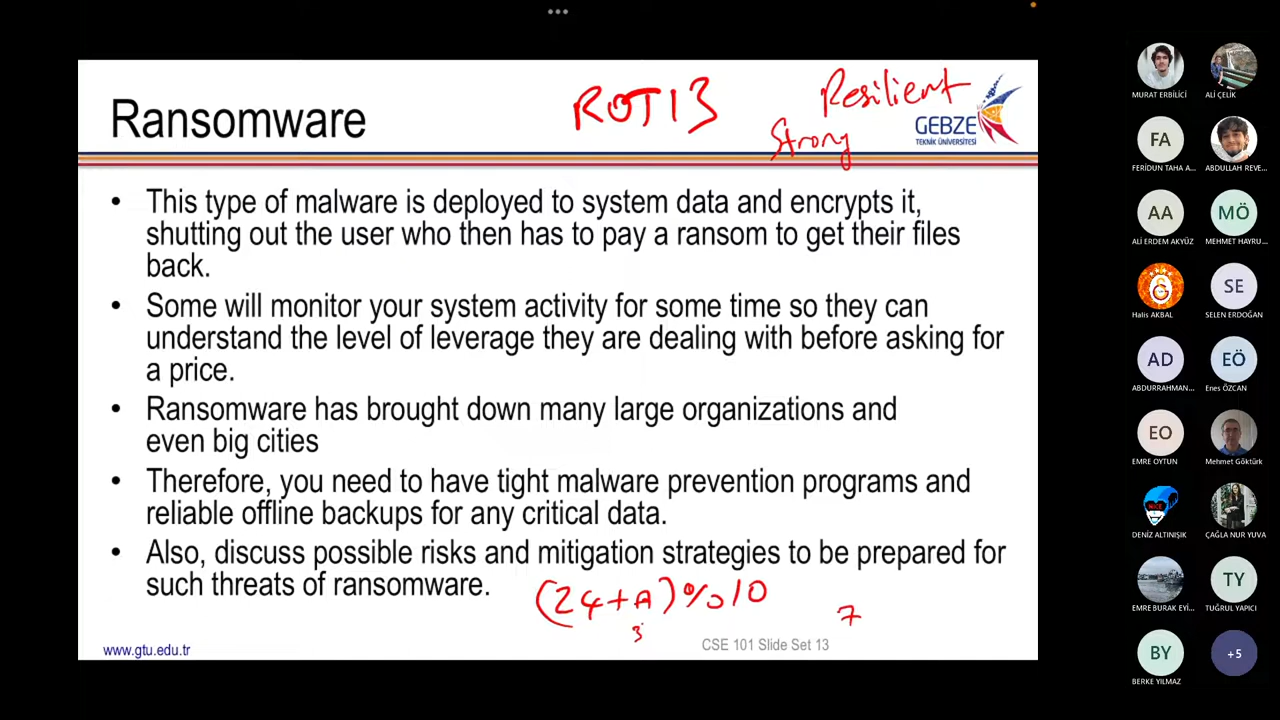 Ransomware
ROT13
Resilient
Strong
GEBZE
TEKNİK ÜNİVERSİTESİ
• This type of malware is deployed to system data and encrypts it,
shutting out the user who then has to pay a ransom to get their files
back.
• Some will monitor your system activity for some time so they can
understand the level of leverage they are dealing with before asking for
a price.
• Ransomware has brought down many large organizations and
even big cities
• Therefore, you need to have tight malware prevention programs and
reliable offline backups for any critical data.
• Also, discuss possible risks and mitigation strategies to be prepared for
such threats of ransomware.
(24+A)%10
3
7
www.gtu.edu.tr
CSE 101 Slide Set 13
MURAT ERBİLİCİ
ALİ ÇELİK
FA
FERİDUN TAHA A...
ABDULLAH REVE...
AA
ALİ ERDEM AKYÜZ
MÖ
MEHMET HAYRU...
Halis AKBAL
SE
SELEN ERDOĞAN
AD
ABDURRAHMAN...
EÖ
Enes ÖZCAN
EO
EMRE OYTUN
Mehmet Göktürk
DENİZ ALTINIŞIK
ÇAĞLA NUR YUVA
EMRE BURAK EYİ...
TY
TUĞRUL YAPICI
BY
BERKE YILMAZ
+5